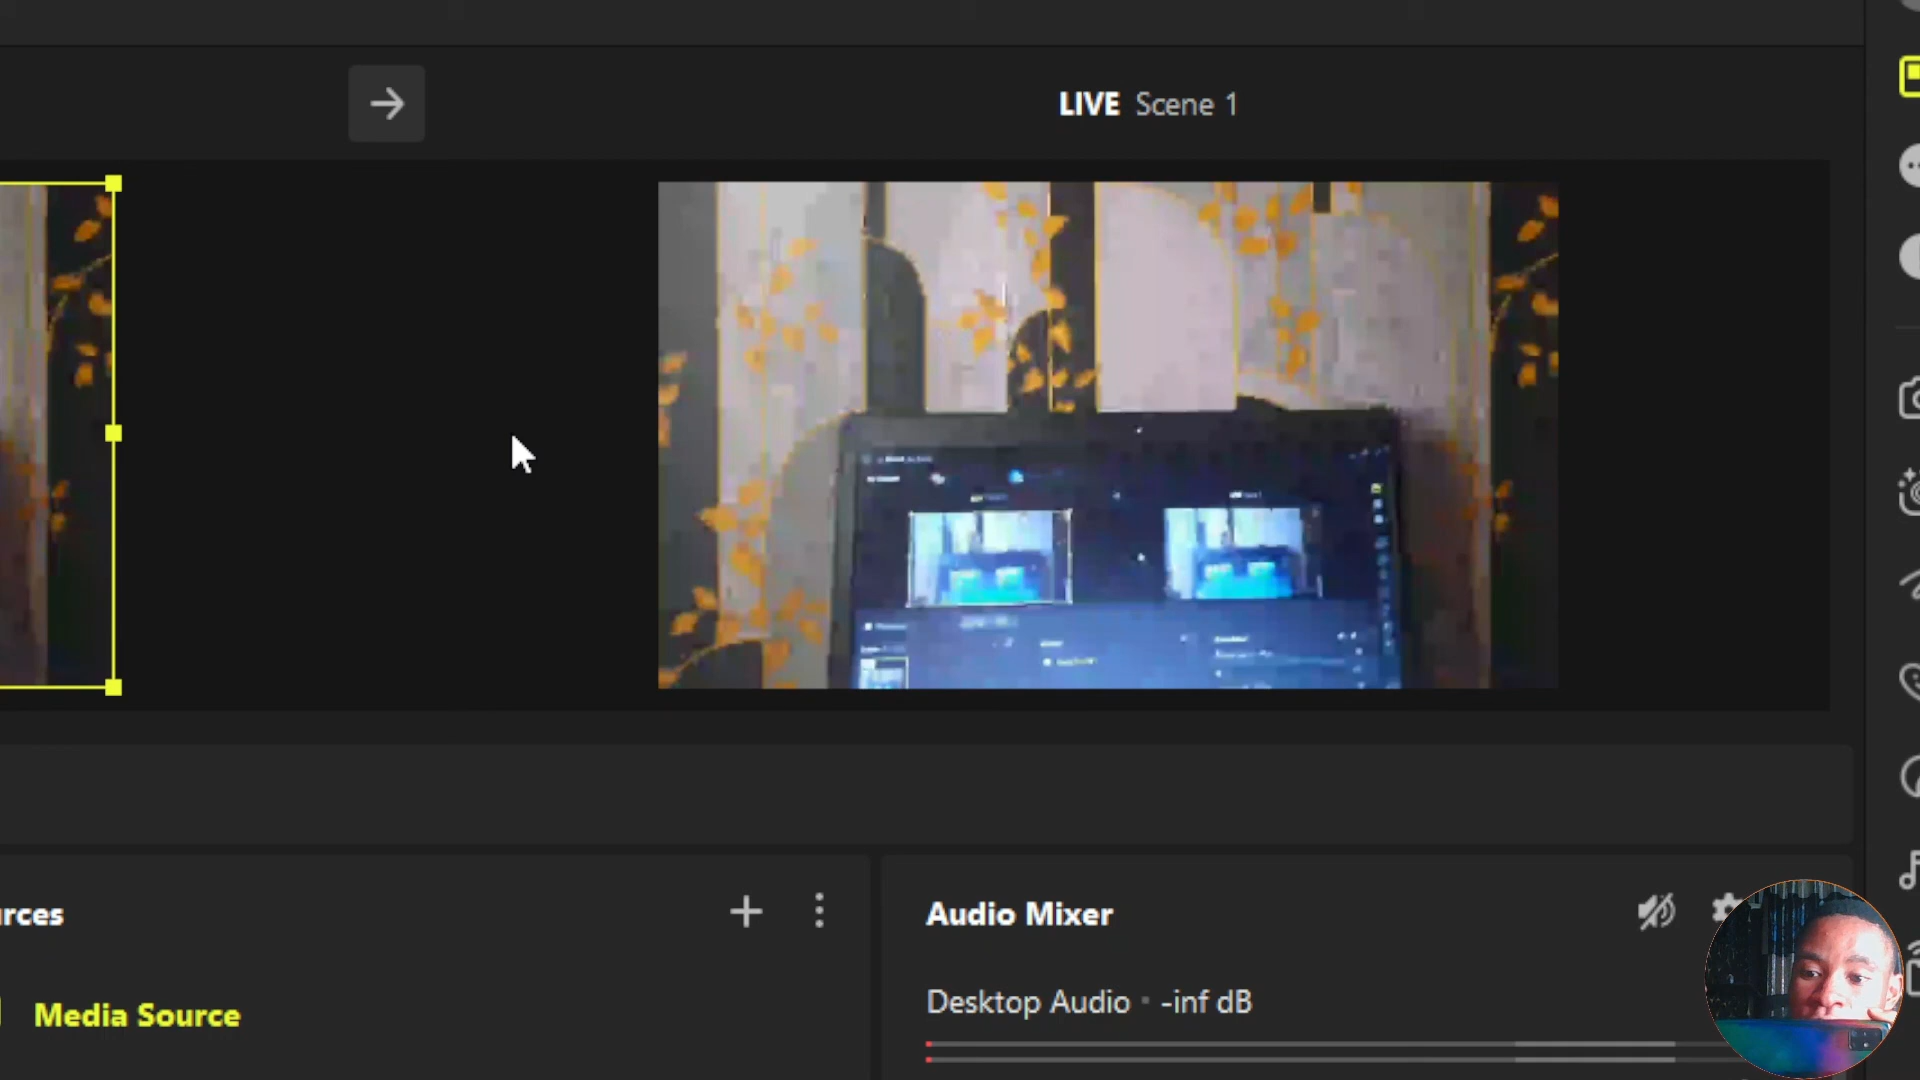 LIVE Scene 1
rces
Audio Mixer
Media Source
Desktop Audio • -inf dB